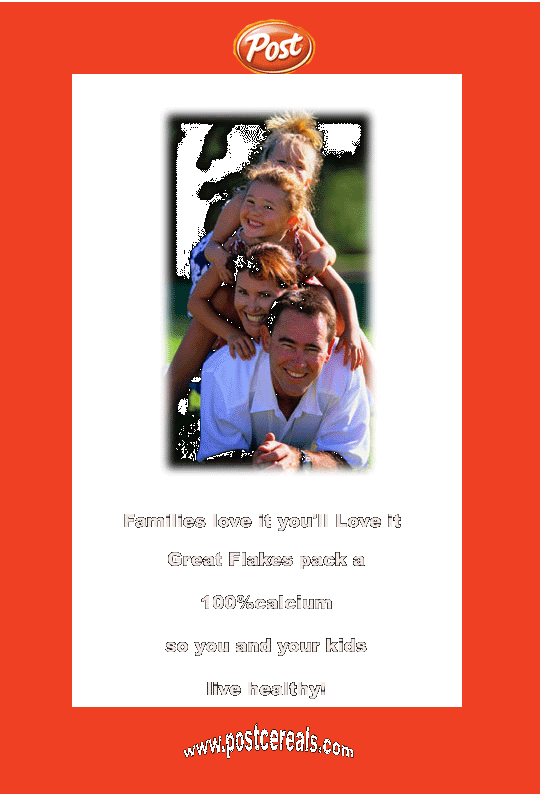 Post
Families love it you'll Love it
Great Flakes pack a
100%calcium
so you and your kids
live healthy!
www.postcereals.com